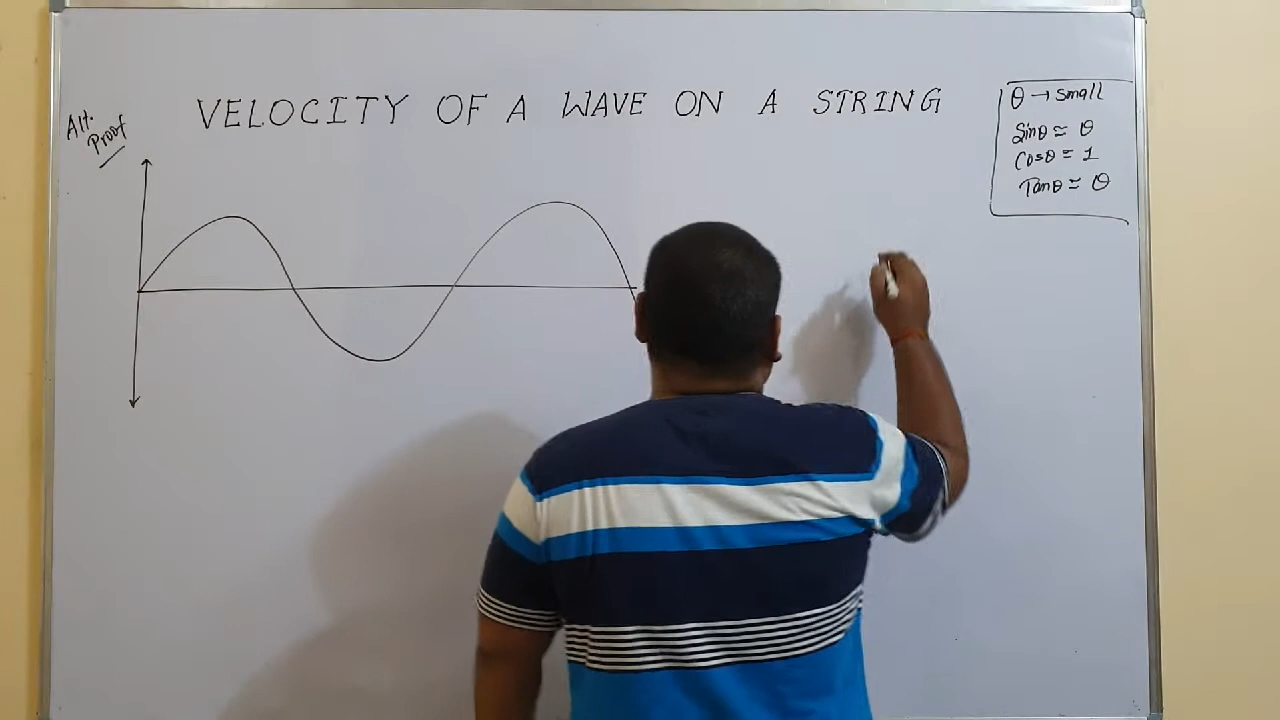 VELOCITY OF A WAVE ON A STRING
Alt.
Proof
θ → small
Sinθ ≃ θ
Cosθ = 1
Tanθ ≃ θ